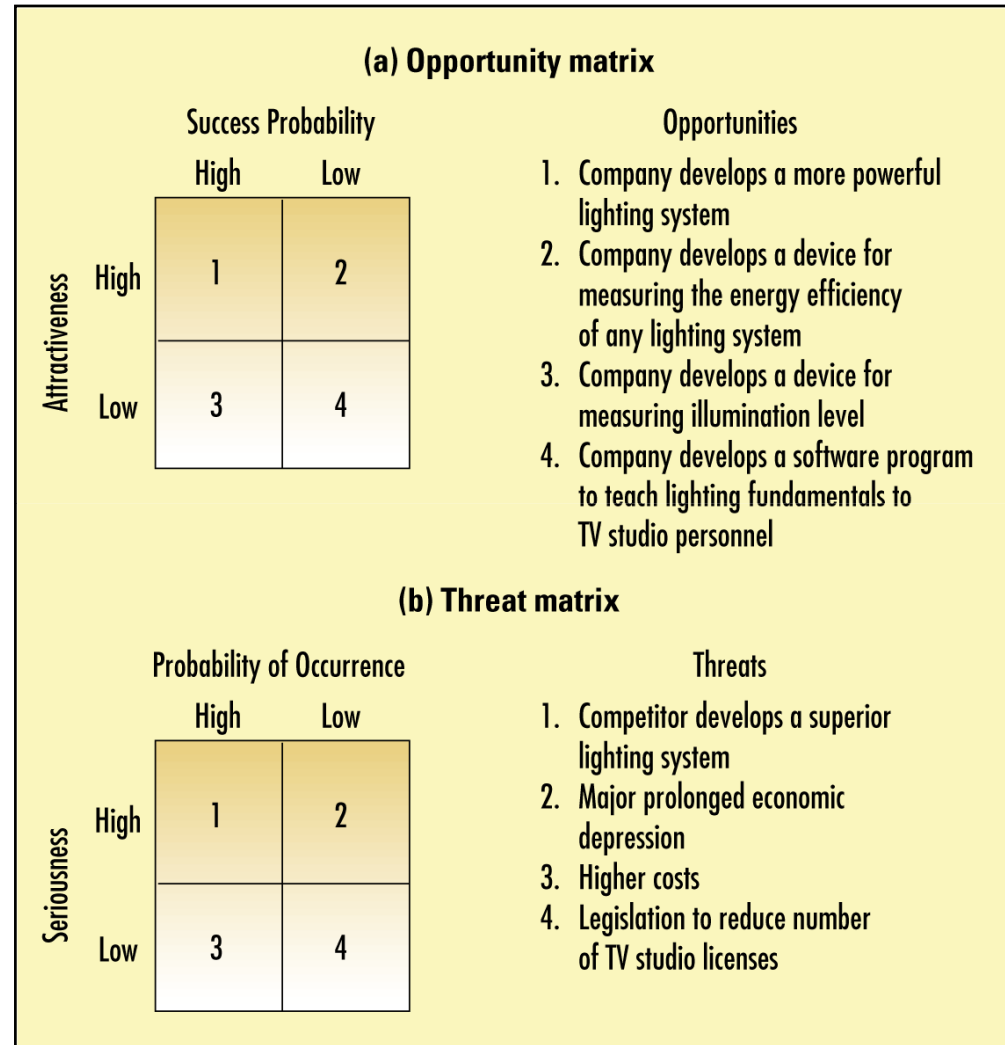 (a) Opportunity matrix
Success Probability
High Low
Attractiveness
High 1 2
Low 3 4
Opportunities
1. Company develops a more powerful
lighting system
2. Company develops a device for
measuring the energy efficiency
of any lighting system
3. Company develops a device for
measuring illumination level
4. Company develops a software program
to teach lighting fundamentals to
TV studio personnel
(b) Threat matrix
Probability of Occurrence
High Low
Seriousness
High 1 2
Low 3 4
Threats
1. Competitor develops a superior
lighting system
2. Major prolonged economic
depression
3. Higher costs
4. Legislation to reduce number
of TV studio licenses